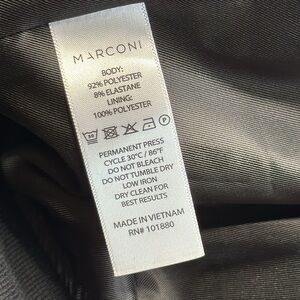 MARCONI
BODY:
92% POLYESTER
8% ELASTANE
LINING:
100% POLYESTER
30
P
PERMANENT PRESS
CYCLE 30°C / 86°F
DO NOT BLEACH
DO NOT TUMBLE DRY
LOW IRON
DRY CLEAN FOR
BEST RESULTS
MADE IN VIETNAM
RN# 101880